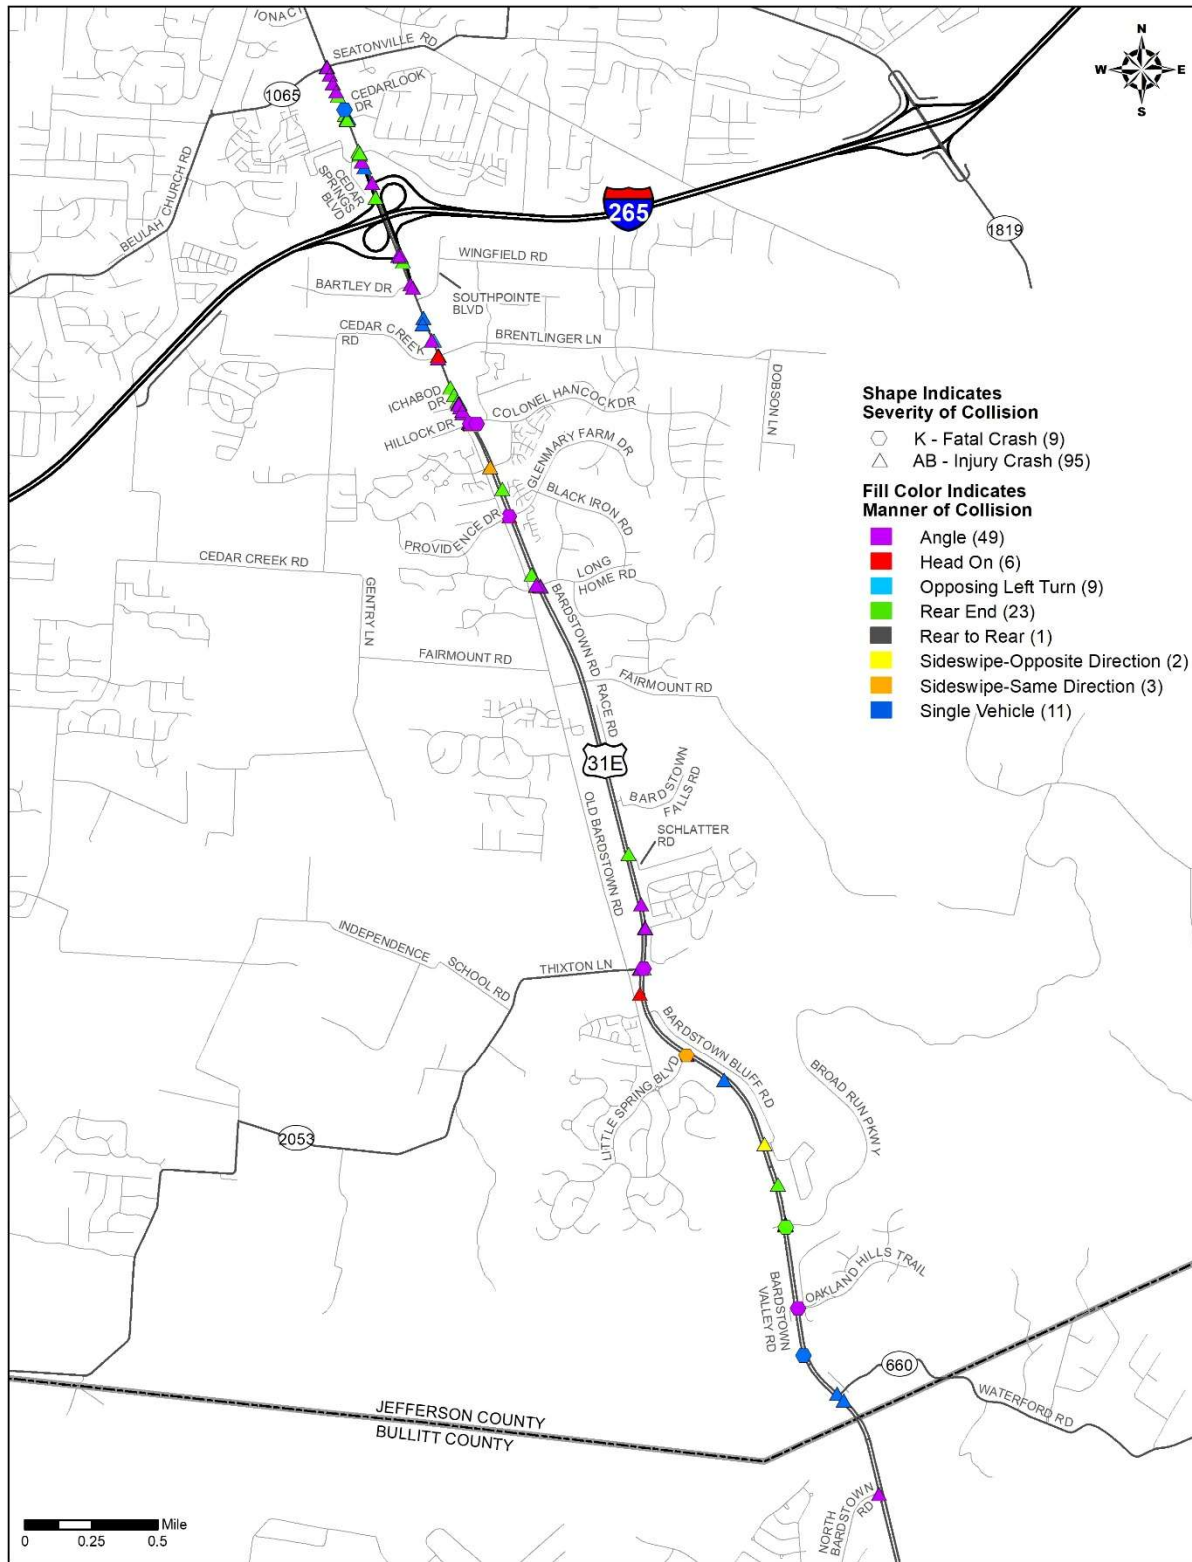 IONA CT
SEATONVILLE RD
1065
CEDARLOOK
DR
N
W
E
S
CEDAR
SPRINGS
BLVD
BEULAH CHURCH RD
265
1819
WINGFIELD RD
BARTLEY DR
SOUTHPOINTE
BLVD
CEDAR CREEK
RD
BRENTLINGER LN
DOBSON LN
ICHABOD
DR
COLONEL HANCOCK DR
HILLOCK DR
GLENMARY FARM DR
BLACK IRON RD
PROVIDENCE DR
CEDAR CREEK RD
GENTRY LN
LONG
HOME RD
BARDSTOWN RD
RACE RD
FAIRMOUNT RD
FAIRMOUNT RD
Shape Indicates
Severity of Collision
K - Fatal Crash (9)
AB - Injury Crash (95)
Fill Color Indicates
Manner of Collision
Angle (49)
Head On (6)
Opposing Left Turn (9)
Rear End (23)
Rear to Rear (1)
Sideswipe-Opposite Direction (2)
Sideswipe-Same Direction (3)
Single Vehicle (11)
31E
BARDSTOWN
FALLS RD
OLD BARDSTOWN RD
SCHLATTER
RD
INDEPENDENCE SCHOOL RD
THIXTON LN
BARDSTOWN BLUFF RD
LITTLE SPRING BLVD
BROAD RUN PKWY
2053
OAKLAND HILLS TRAIL
BARDSTOWN
VALLEY RD
660
WATERFORD RD
JEFFERSON COUNTY
BULLITT COUNTY
NORTH
BARDSTOWN
RD
Mile
0 0.25 0.5